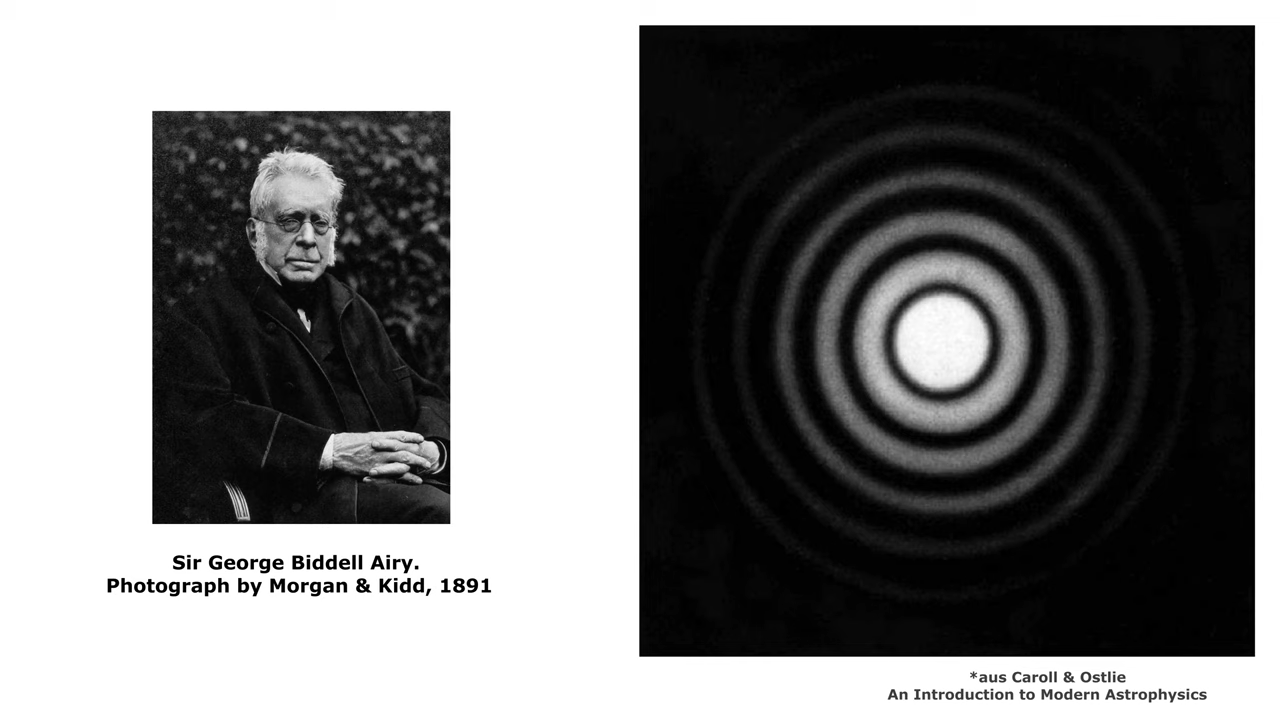 Sir George Biddell Airy.
Photograph by Morgan & Kidd, 1891
*aus Caroll & Ostlie
An Introduction to Modern Astrophysics